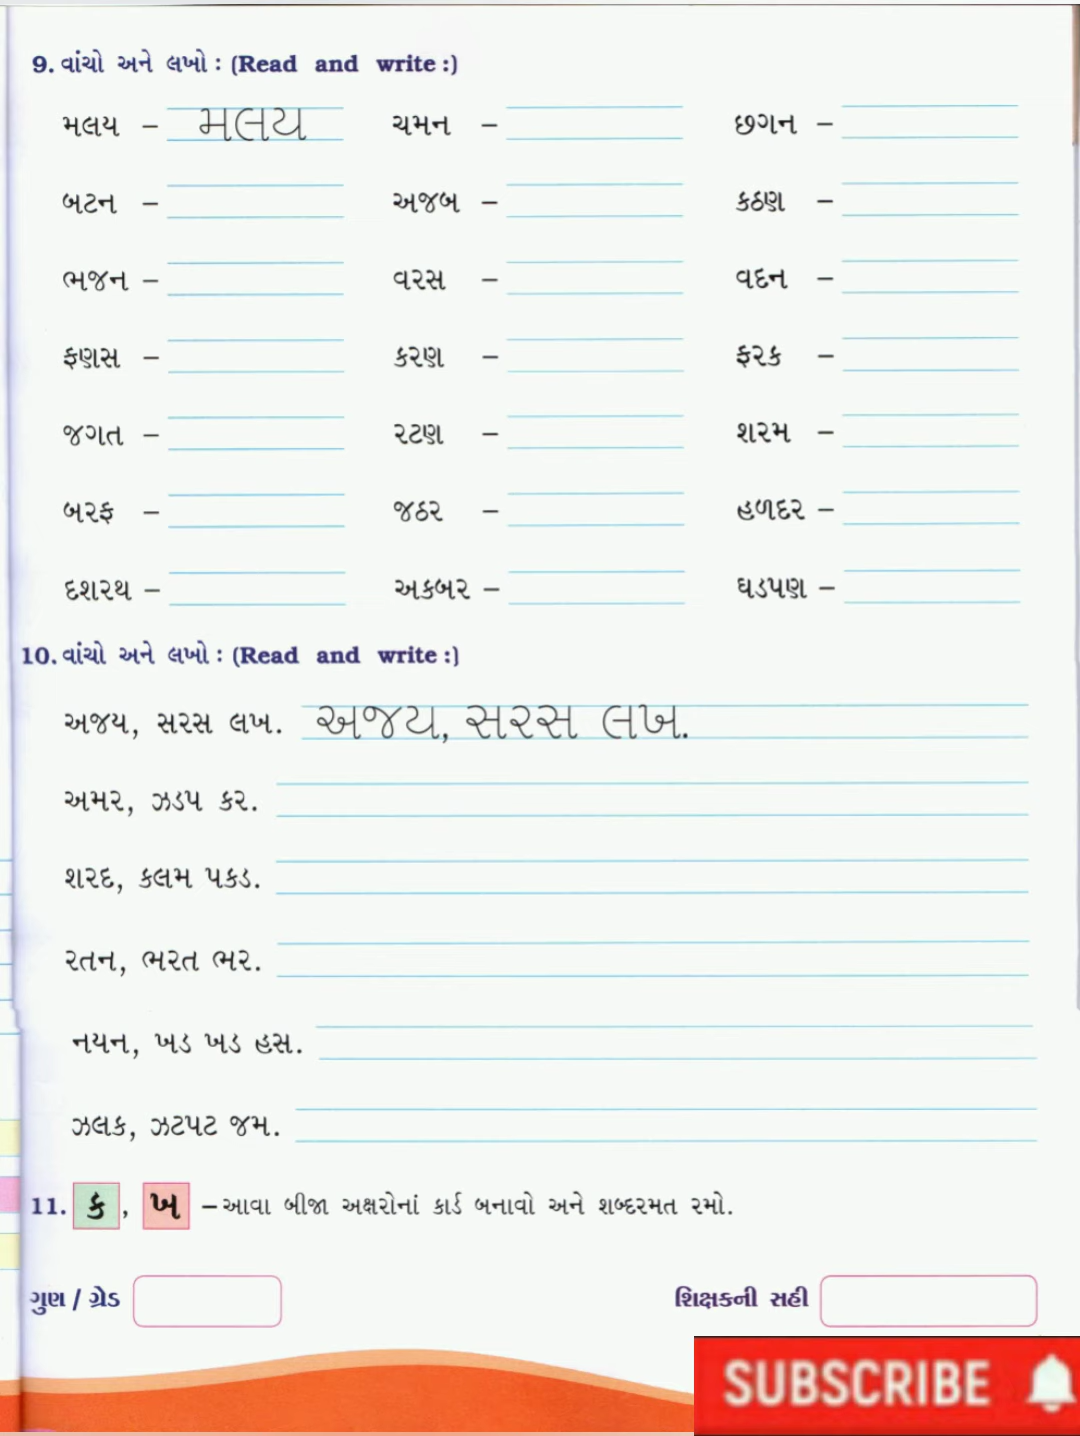 9. વાંચો અને લખો : (Read and write :)
મલય – મલય ચમન – છગન –
બટન – અજબ – કઠણ –
ભજન – વરસ – વદન –
ફણસ – કરણ – ફરક –
જગત – રટણ – શરમ –
બરફ – જઠર – હળદર –
દશરથ – અકબર – ઘડપણ –
10. વાંચો અને લખો : (Read and write :)
અજય, સરસ લખ. અજય, સરસ લખ.
અમર, ઝડપ કર.
શરદ, કલમ પકડ.
રતન, ભરત ભર.
નયન, ખડ ખડ હસ.
ઝલક, ઝટપટ જમ.
11. ક , ખ – આવા બીજા અક્ષરોનાં કાર્ડ બનાવો અને શબ્દરમત રમો.
ગુણ / ગ્રેડ શિક્ષકની સહી
SUBSCRIBE